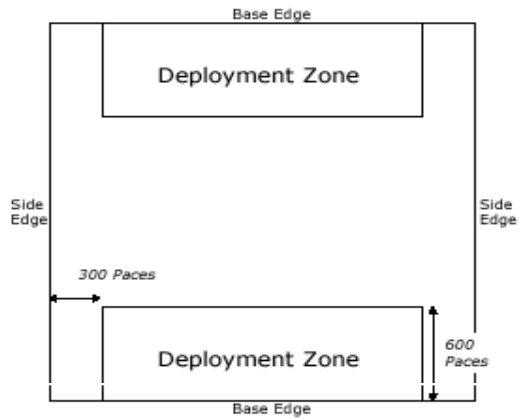 Base Edge
Deployment Zone
Side
Edge
Side
Edge
300 Paces
600
Paces
Deployment Zone
Base Edge